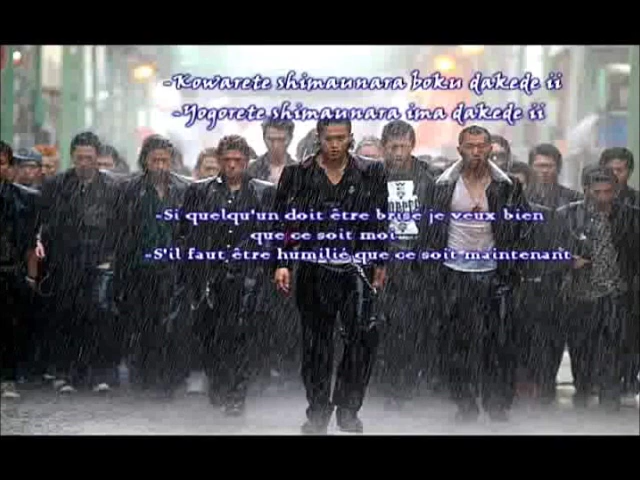 -Kowarete shimaunara boku dakede ii
-Yogorete shimaunara ima dakede ii
-Si quelqu'un doit être brisé je veux bien
que ce soit moi
-S'il faut être humilié que ce soit maintenant